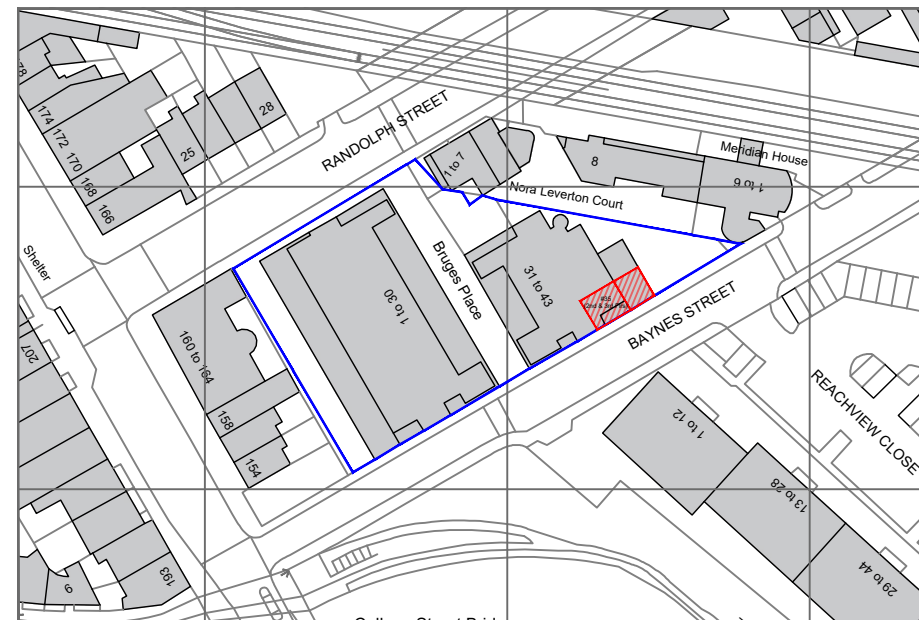 78
174
172
170
168
166
25
28
RANDOLPH STREET
1 to 7
8
Meridian House
1 to 6
Nora Leverton Court
Shelter
207
160 to 164
158
154
1 to 30
Bruges Place
31 to 43
BAYNES STREET
REACHVIEW CLOSE
1 to 12
13 to 28
29 to 44
193
9